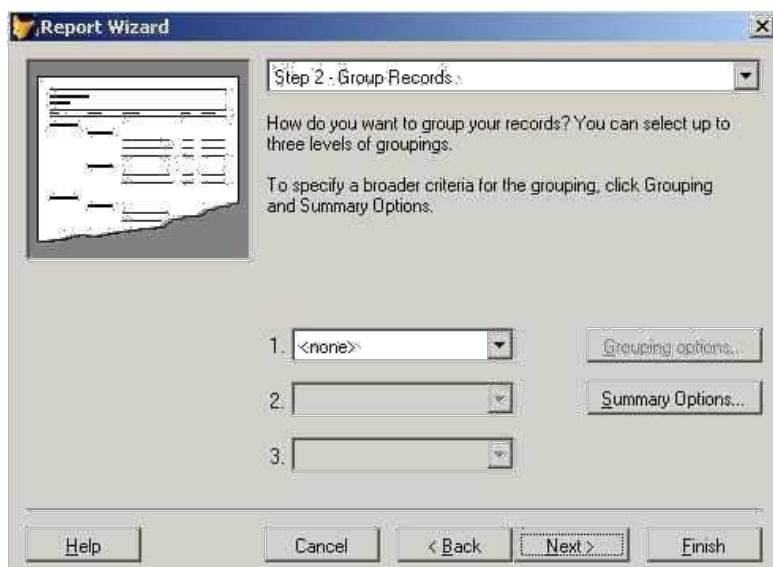 Report Wizard
Step 2 - Group Records
How do you want to group your records? You can select up to
three levels of groupings.
To specify a broader criteria for the grouping, click Grouping
and Summary Options.
1. <none>
Grouping options...
2.
Summary Options...
3.
Help
Cancel
< Back
Next >
Finish